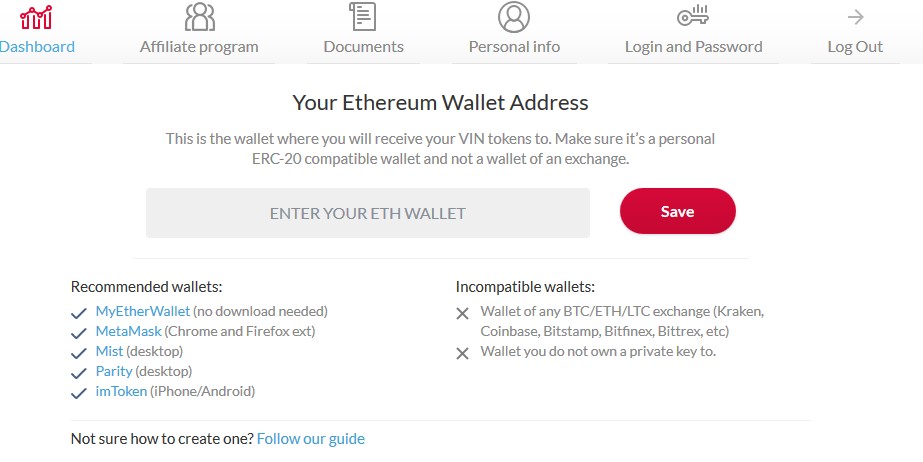 Dashboard Affiliate program Documents Personal info Login and Password Log Out
Your Ethereum Wallet Address
This is the wallet where you will receive your VIN tokens to. Make sure it's a personal
ERC-20 compatible wallet and not a wallet of an exchange.
ENTER YOUR ETH WALLET Save
Recommended wallets:
MyEtherWallet (no download needed)
MetaMask (Chrome and Firefox ext)
Mist (desktop)
Parity (desktop)
imToken (iPhone/Android)
Incompatible wallets:
Wallet of any BTC/ETH/LTC exchange (Kraken,
Coinbase, Bitstamp, Bitfinex, Bittrex, etc)
Wallet you do not own a private key to.
Not sure how to create one? Follow our guide